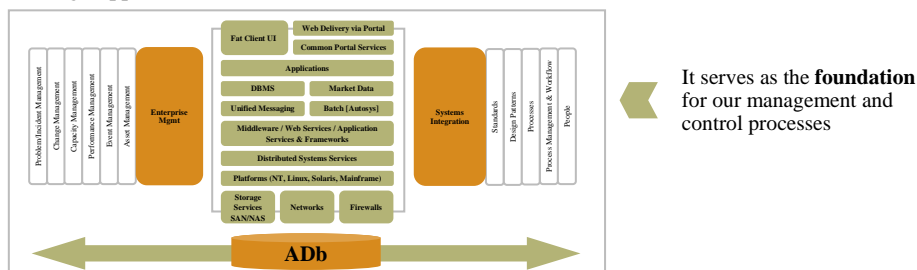 Problem/Incident Management
Change Management
Capacity Management
Performance Management
Event Management
Asset Management
Enterprise
Mgmt
Fat Client UI
Web Delivery via Portal
Common Portal Services
Applications
DBMS
Market Data
Unified Messaging
Batch [Autosys]
Middleware / Web Services / Application
Services & Frameworks
Distributed Systems Services
Platforms (NT, Linux, Solaris, Mainframe)
Storage
Services
SAN/NAS
Networks
Firewalls
Systems
Integration
Standards
Design Patterns
Processes
Process Management & Workflow
People
ADb
It serves as the foundation
for our management and
control processes